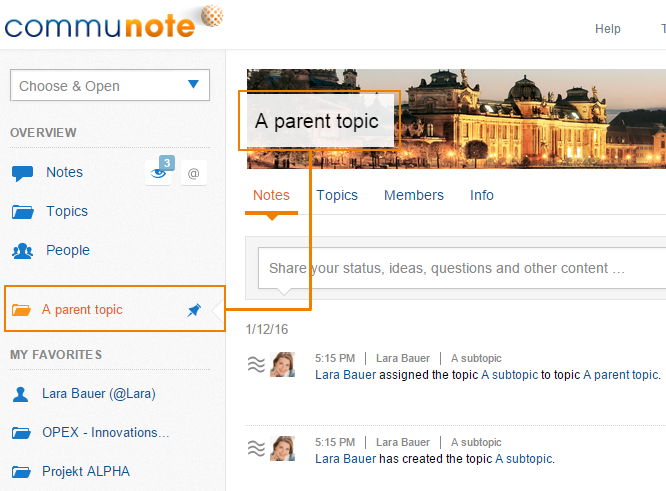 communote
Help
Choose & Open
OVERVIEW
Notes
3
@
Topics
People
A parent topic
MY FAVORITES
Lara Bauer (@Lara)
OPEX - Innovations…
Projekt ALPHA
A parent topic
Notes Topics Members Info
Share your status, ideas, questions and other content …
1/12/16
5:15 PM Lara Bauer A subtopic
Lara Bauer assigned the topic A subtopic to topic A parent topic.
5:15 PM Lara Bauer A subtopic
Lara Bauer has created the topic A subtopic.